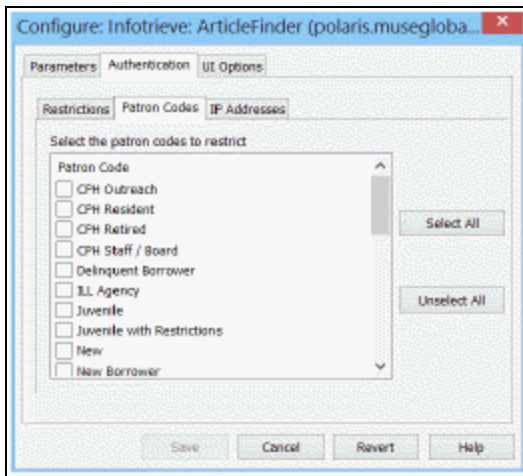 Configure: Infotrieve: ArticleFinder (polaris.musegloba...
Parameters Authentication UI Options
Restrictions Patron Codes IP Addresses
Select the patron codes to restrict
Patron Code
CPH Outreach
CPH Resident
CPH Retired
CPH Staff / Board
Delinquent Borrower
ILL Agency
Juvenile
Juvenile with Restrictions
New
New Borrower
Select All
Unselect All
Save Cancel Revert Help